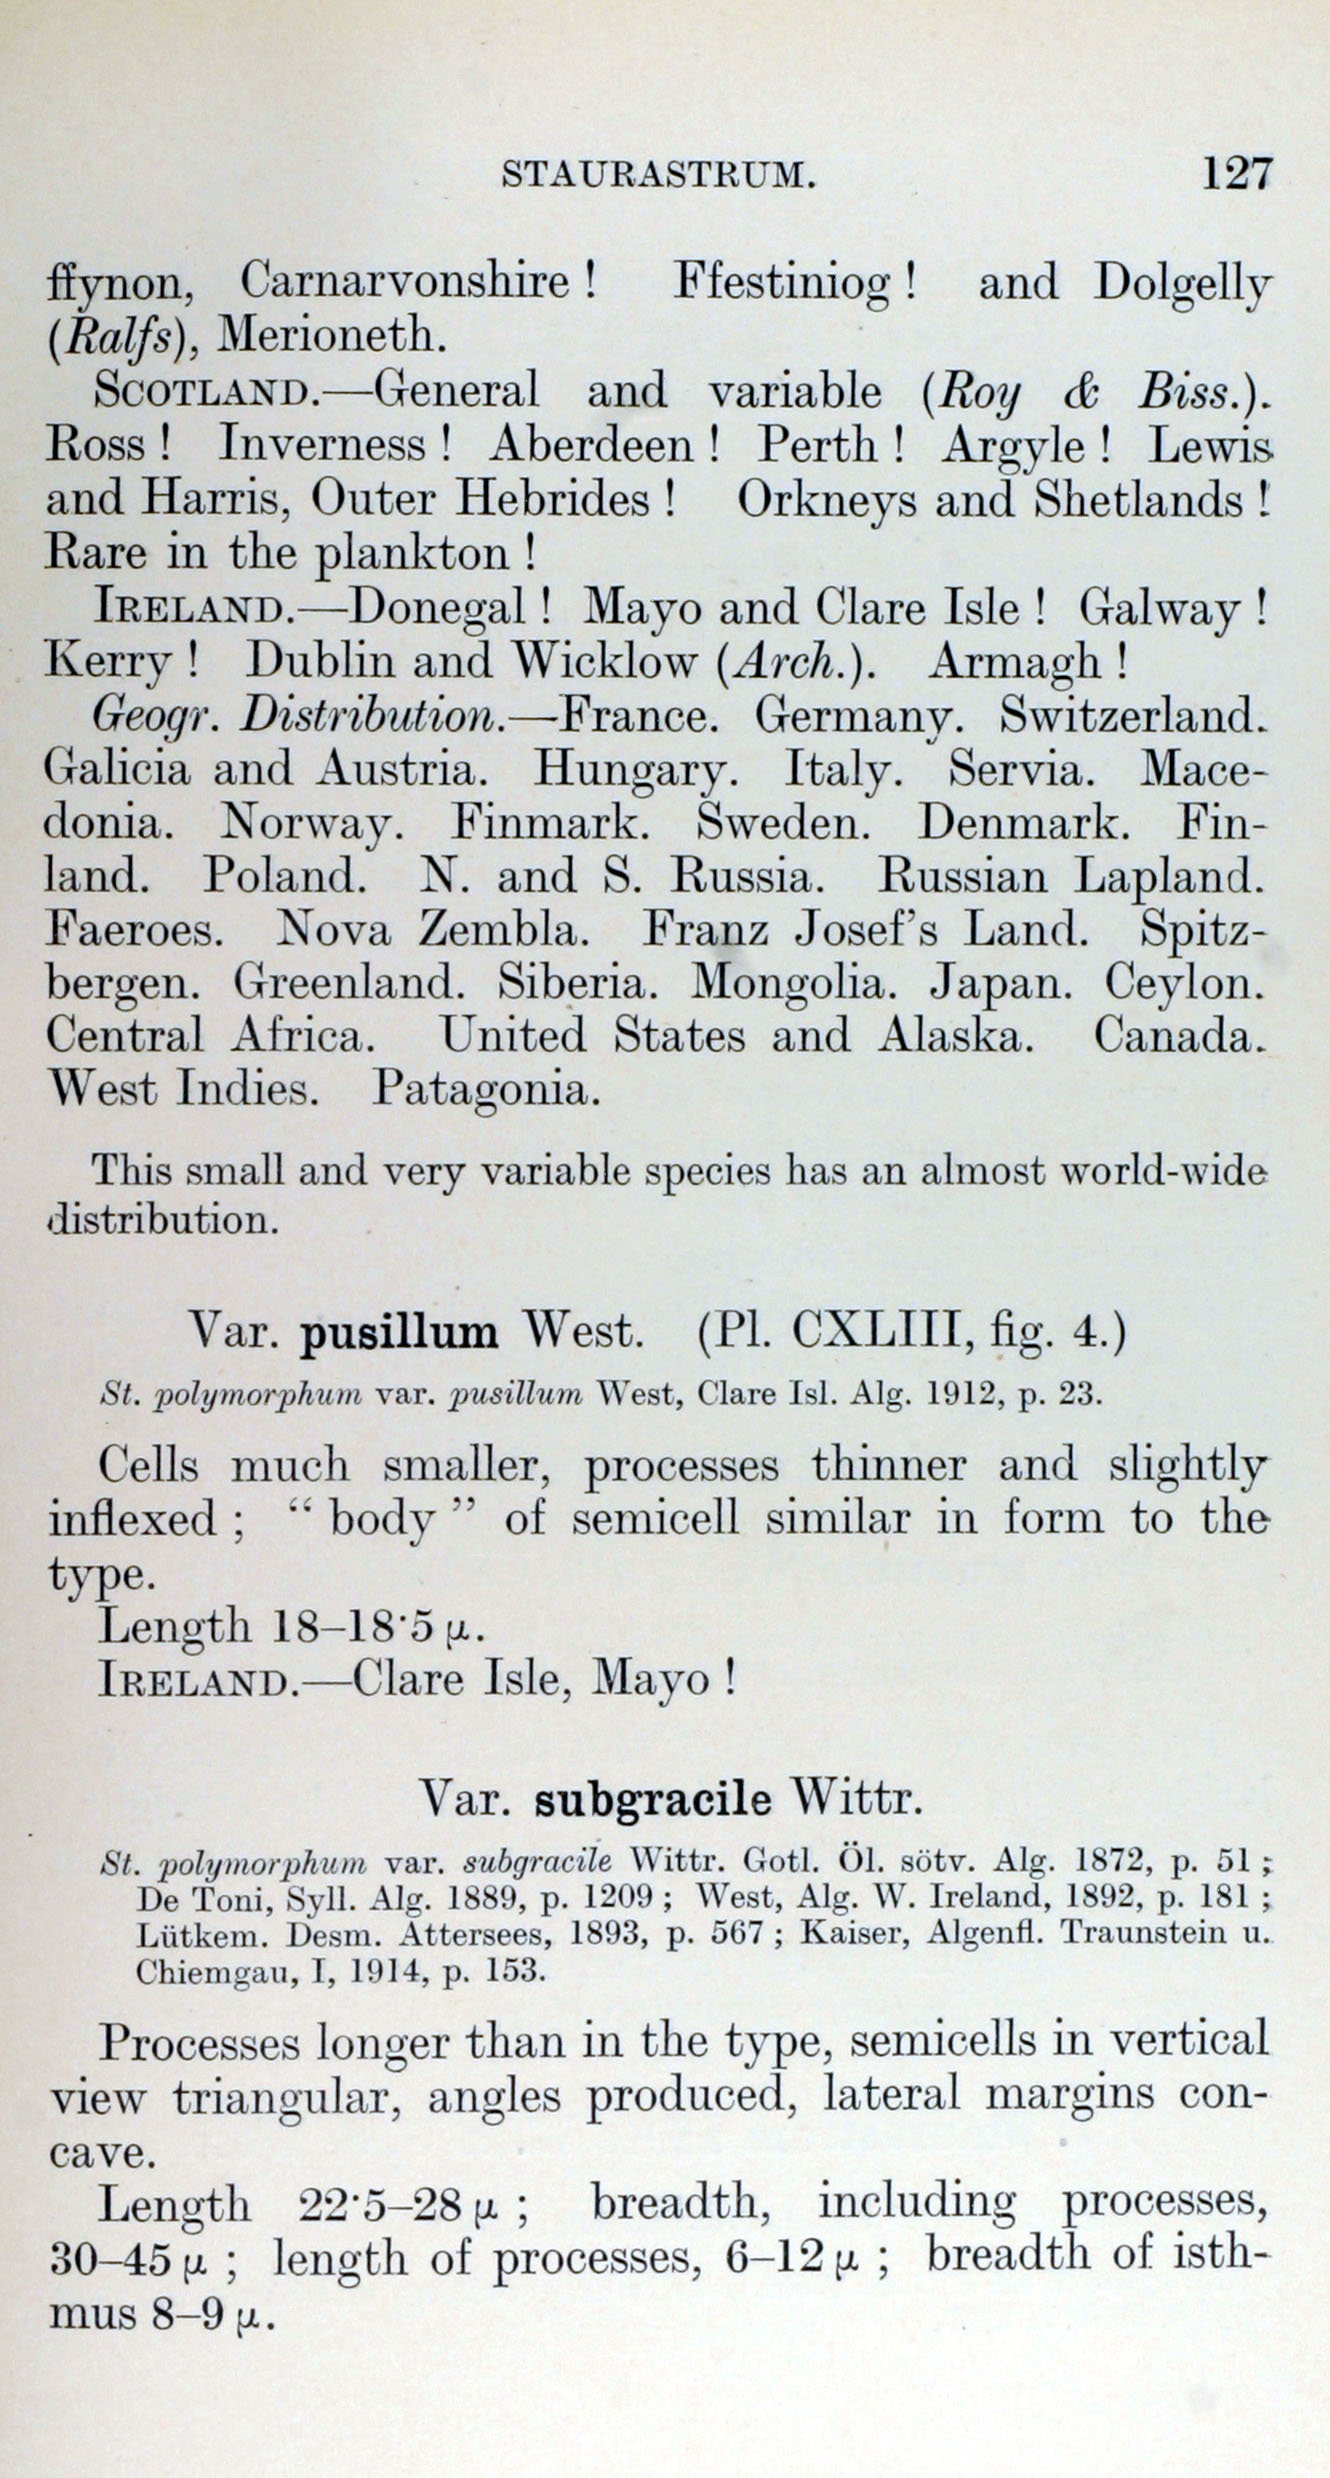 STAURASTRUM. 127
ffynon, Carnarvonshire ! Ffestiniog ! and Dolgelly
(Ralfs), Merioneth.
SCOTLAND.—General and variable (Roy & Biss.).
Ross ! Inverness ! Aberdeen ! Perth ! Argyle ! Lewis
and Harris, Outer Hebrides ! Orkneys and Shetlands !
Rare in the plankton !
IRELAND.—Donegal ! Mayo and Clare Isle ! Galway !
Kerry ! Dublin and Wicklow (Arch.). Armagh !
Geogr. Distribution.—France. Germany. Switzerland.
Galicia and Austria. Hungary. Italy. Servia. Mace-
donia. Norway. Finmark. Sweden. Denmark. Fin-
land. Poland. N. and S. Russia. Russian Lapland.
Faeroes. Nova Zembla. Franz Josef's Land. Spitz-
bergen. Greenland. Siberia. Mongolia. Japan. Ceylon.
Central Africa. United States and Alaska. Canada.
West Indies. Patagonia.
This small and very variable species has an almost world-wide
distribution.
Var. pusillum West. (Pl. CXLIII, fig. 4.)
St. polymorphum var. pusillum West, Clare Isl. Alg. 1912, p. 23.
Cells much smaller, processes thinner and slightly
inflexed ; “ body ” of semicell similar in form to the
type.
Length 18–18·5 μ.
IRELAND.—Clare Isle, Mayo !
Var. subgracile Wittr.
St. polymorphum var. subgracile Wittr. Gotl. Öl. sötv. Alg. 1872, p. 51 ;
De Toni, Syll. Alg. 1889, p. 1209 ; West, Alg. W. Ireland, 1892, p. 181 ;
Lütkem. Desm. Attersees, 1893, p. 567 ; Kaiser, Algenfl. Traunstein u.
Chiemgau, I, 1914, p. 153.
Processes longer than in the type, semicells in vertical
view triangular, angles produced, lateral margins con-
cave.
Length 22·5–28 μ ; breadth, including processes,
30–45 μ ; length of processes, 6–12 μ ; breadth of isth-
mus 8–9 μ.